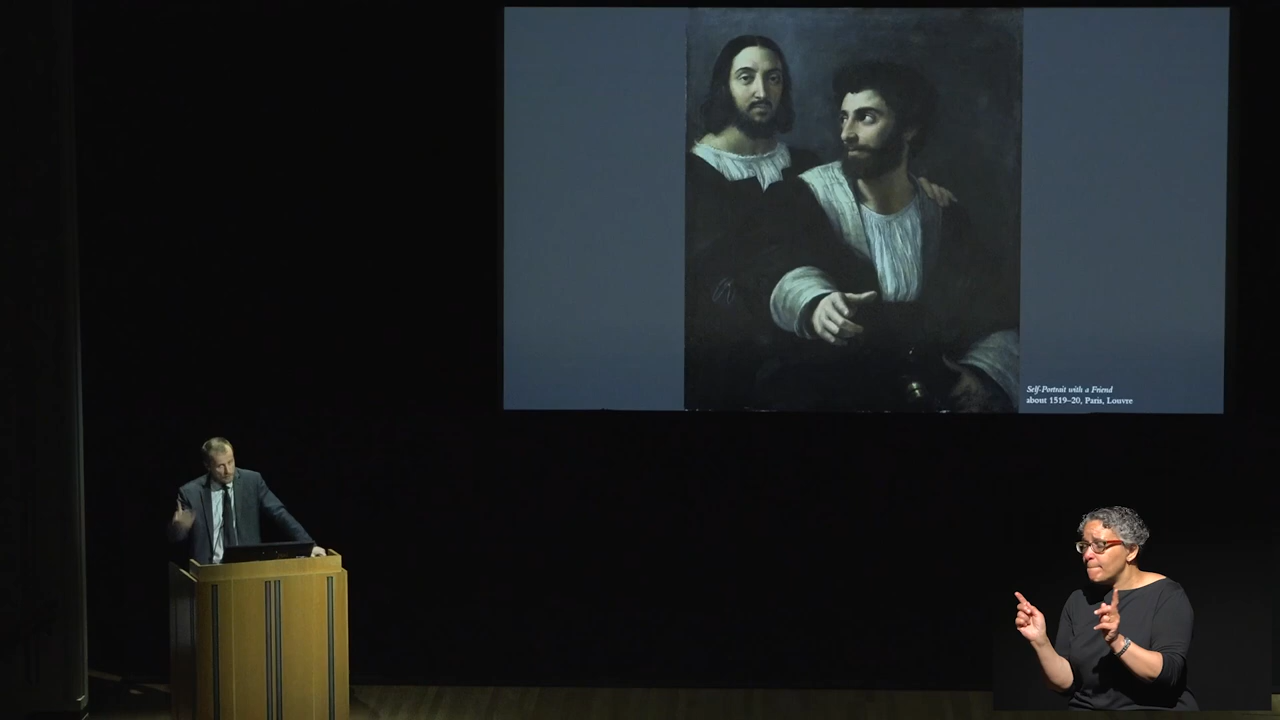 Self-Portrait with a Friend
about 1519–20, Paris, Louvre